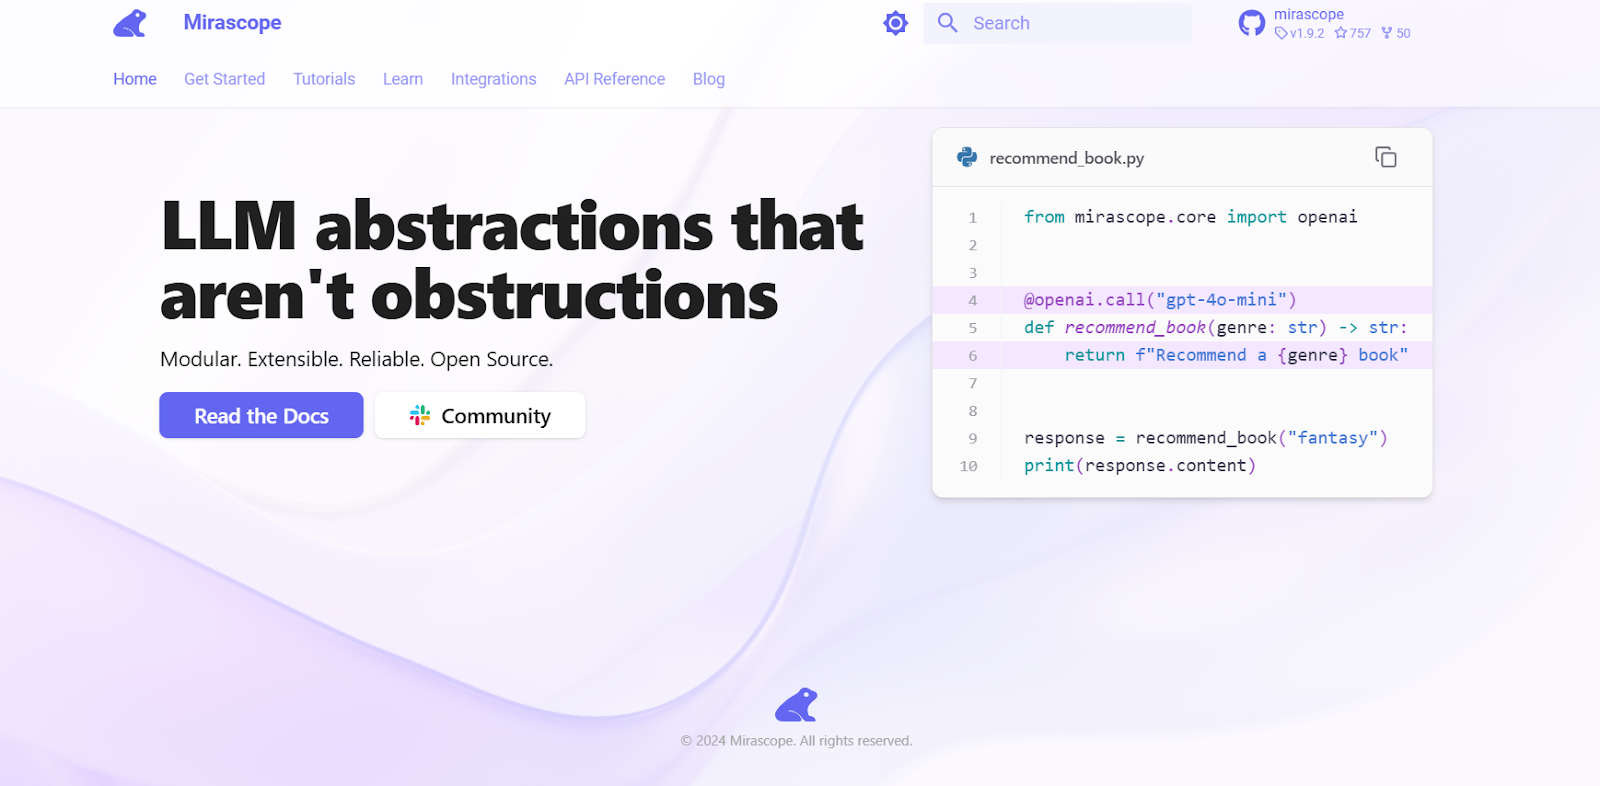 Mirascope
Search
mirascope
v1.9.2 757 50
Home Get Started Tutorials Learn Integrations API Reference Blog
LLM abstractions that
aren't obstructions
Modular. Extensible. Reliable. Open Source.
Read the Docs Community
recommend_book.py
1 from mirascope.core import openai
2
3
4 @openai.call("gpt-4o-mini")
5 def recommend_book(genre: str) -> str:
6     return f"Recommend a {genre} book"
7
8
9 response = recommend_book("fantasy")
10 print(response.content)
© 2024 Mirascope. All rights reserved.